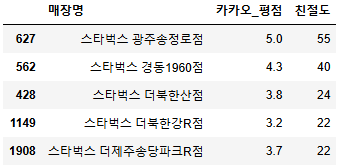 매장명 카카오_평점 친절도
627 스타벅스 광주송정로점 5.0 55
562 스타벅스 경동1960점 4.3 40
428 스타벅스 더북한산점 3.8 24
1149 스타벅스 더북한강R점 3.2 22
1908 스타벅스 더제주송당파크R점 3.7 22